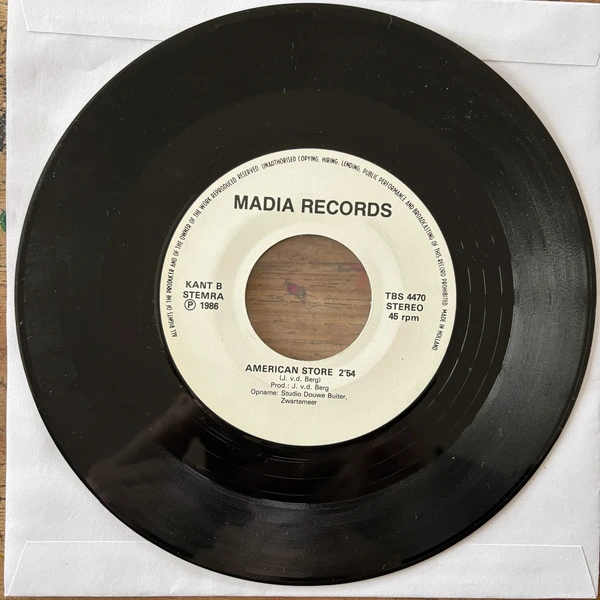 ALL RIGHTS OF THE PRODUCER AND OF THE OWNER OF THE WORK REPRODUCED RESERVED. UNAUTHORISED COPYING, HIRING, LENDING, PUBLIC PERFORMANCE AND BROADCASTING OF THIS RECORD PROHIBITED. MADE IN HOLLAND
MADIA RECORDS
KANT B
STEMRA
Ⓟ 1986
TBS 4470
STEREO
45 rpm
AMERICAN STORE 2'54
(J. v.d. Berg)
Prod.: J. v.d. Berg
Opname: Studio Douwe Buiter,
Zwartemeer